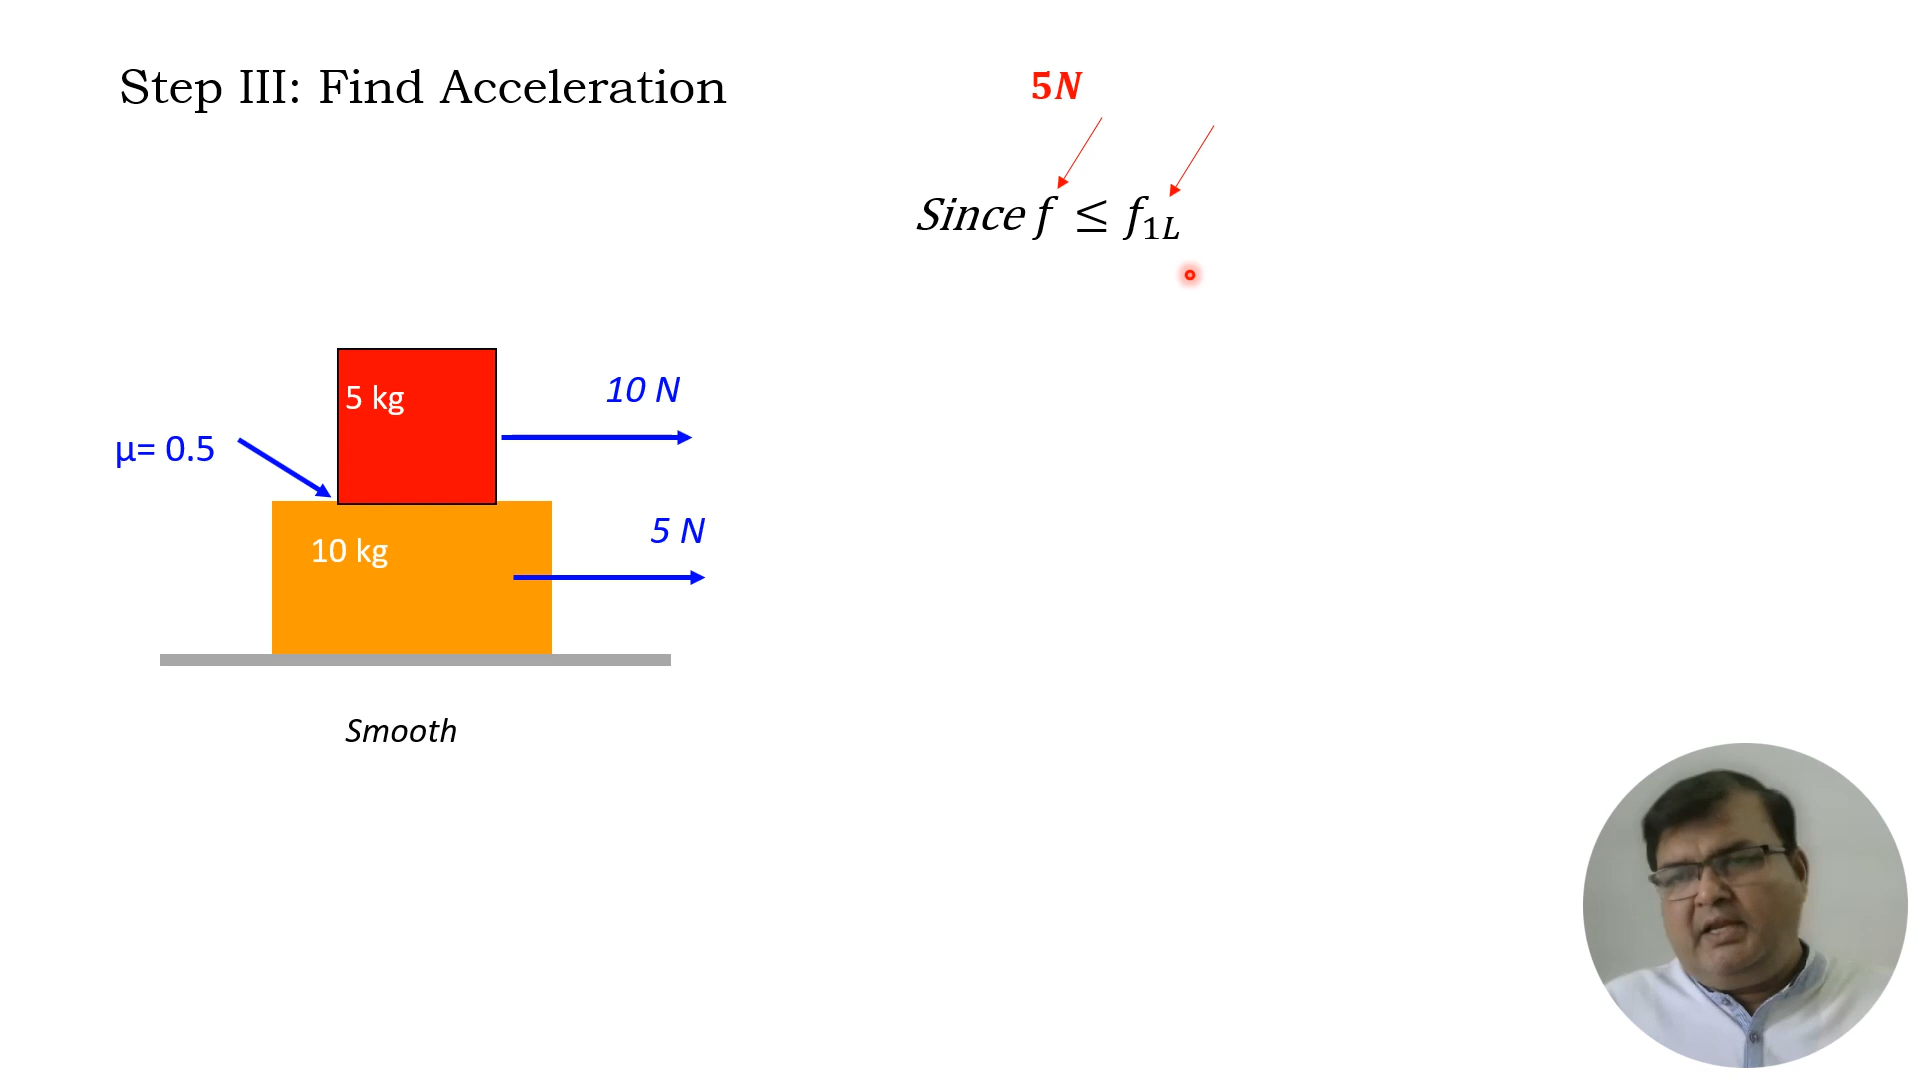 Step III: Find Acceleration
5N
Since f ≤ f₁L
5 kg
10 N
μ= 0.5
5 N
10 kg
Smooth